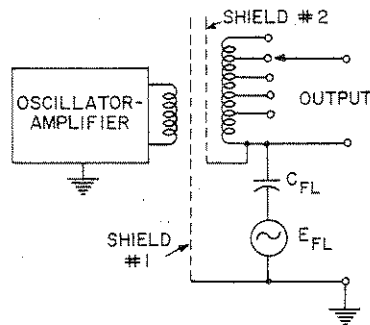 SHIELD #2
OSCILLATOR-
AMPLIFIER
OUTPUT
C FL
E FL
SHIELD
#1